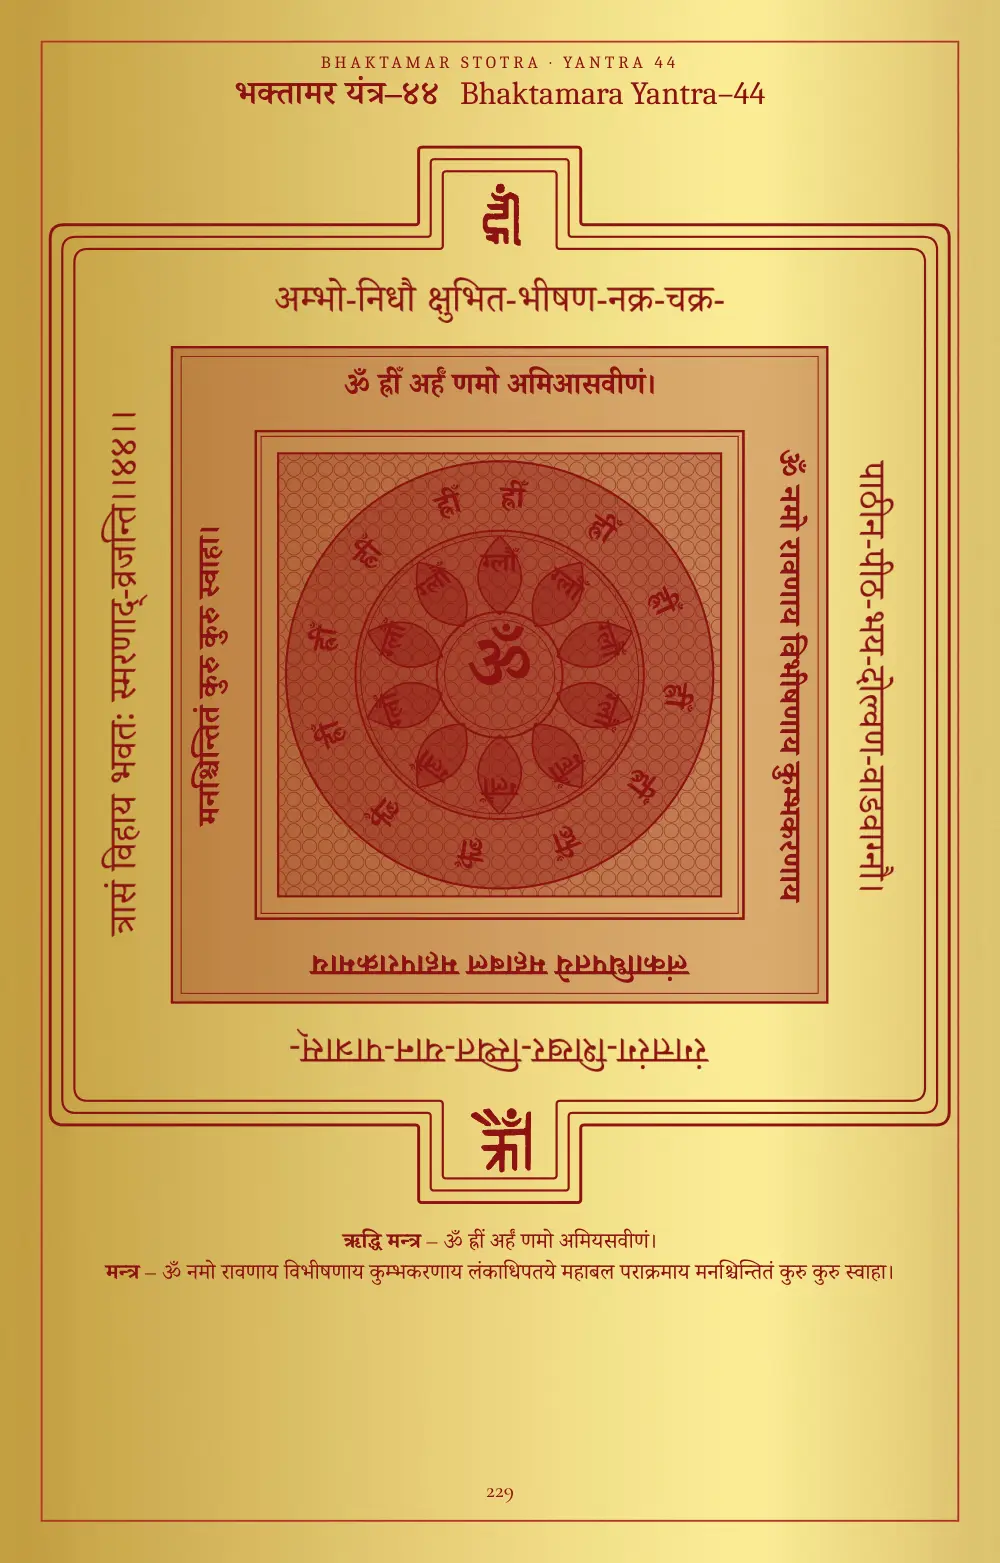 BHAKTAMAR STOTRA · YANTRA 44
भक्तामर यंत्र–४४ Bhaktamara Yantra–44
अम्भो-निधौ क्षुभित-भीषण-नक्र-चक्र-
पाठीन-पीठ-भय-दोल्वण-वाडवाग्नौ।
रंगत्तरंग-शिखर-स्थित-यान-पात्रास्-
त्रासं विहाय भवतः स्मरणाद्-व्रजन्ति।।४४।।
ॐ ह्रीँ अर्हं णमो अमिआसवीणं।
ॐ नमो रावणाय विभीषणाय कुम्भकरणाय
लंकाधिपतये महाबल महापराक्रमाय
मनश्चिन्तितं कुरु कुरु स्वाहा।
ॐ
ऋद्धि मन्त्र – ॐ ह्रीं अर्हं णमो अमियसवीणं।
मन्त्र – ॐ नमो रावणाय विभीषणाय कुम्भकरणाय लंकाधिपतये महाबल पराक्रमाय मनश्चिन्तितं कुरु कुरु स्वाहा।
229